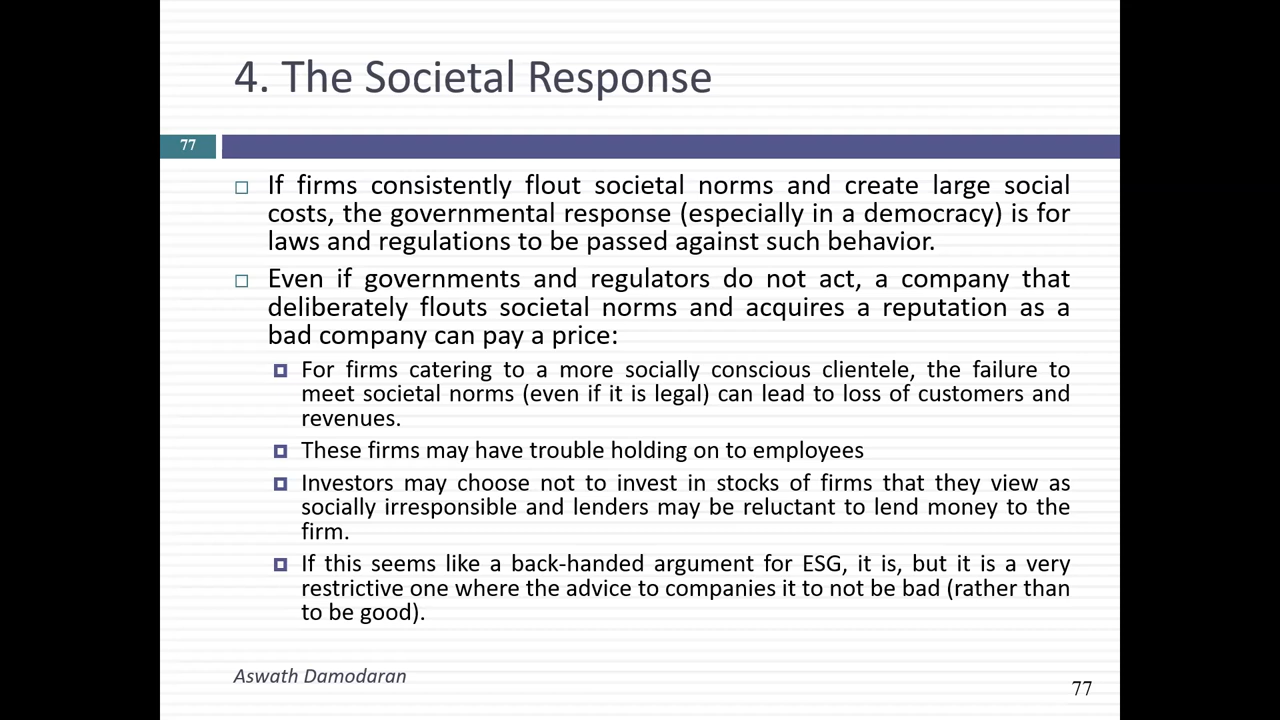 4. The Societal Response
77
If firms consistently flout societal norms and create large social
costs, the governmental response (especially in a democracy) is for
laws and regulations to be passed against such behavior.
Even if governments and regulators do not act, a company that
deliberately flouts societal norms and acquires a reputation as a
bad company can pay a price:
For firms catering to a more socially conscious clientele, the failure to
meet societal norms (even if it is legal) can lead to loss of customers and
revenues.
These firms may have trouble holding on to employees
Investors may choose not to invest in stocks of firms that they view as
socially irresponsible and lenders may be reluctant to lend money to the
firm.
If this seems like a back-handed argument for ESG, it is, but it is a very
restrictive one where the advice to companies it to not be bad (rather than
to be good).
Aswath Damodaran
77